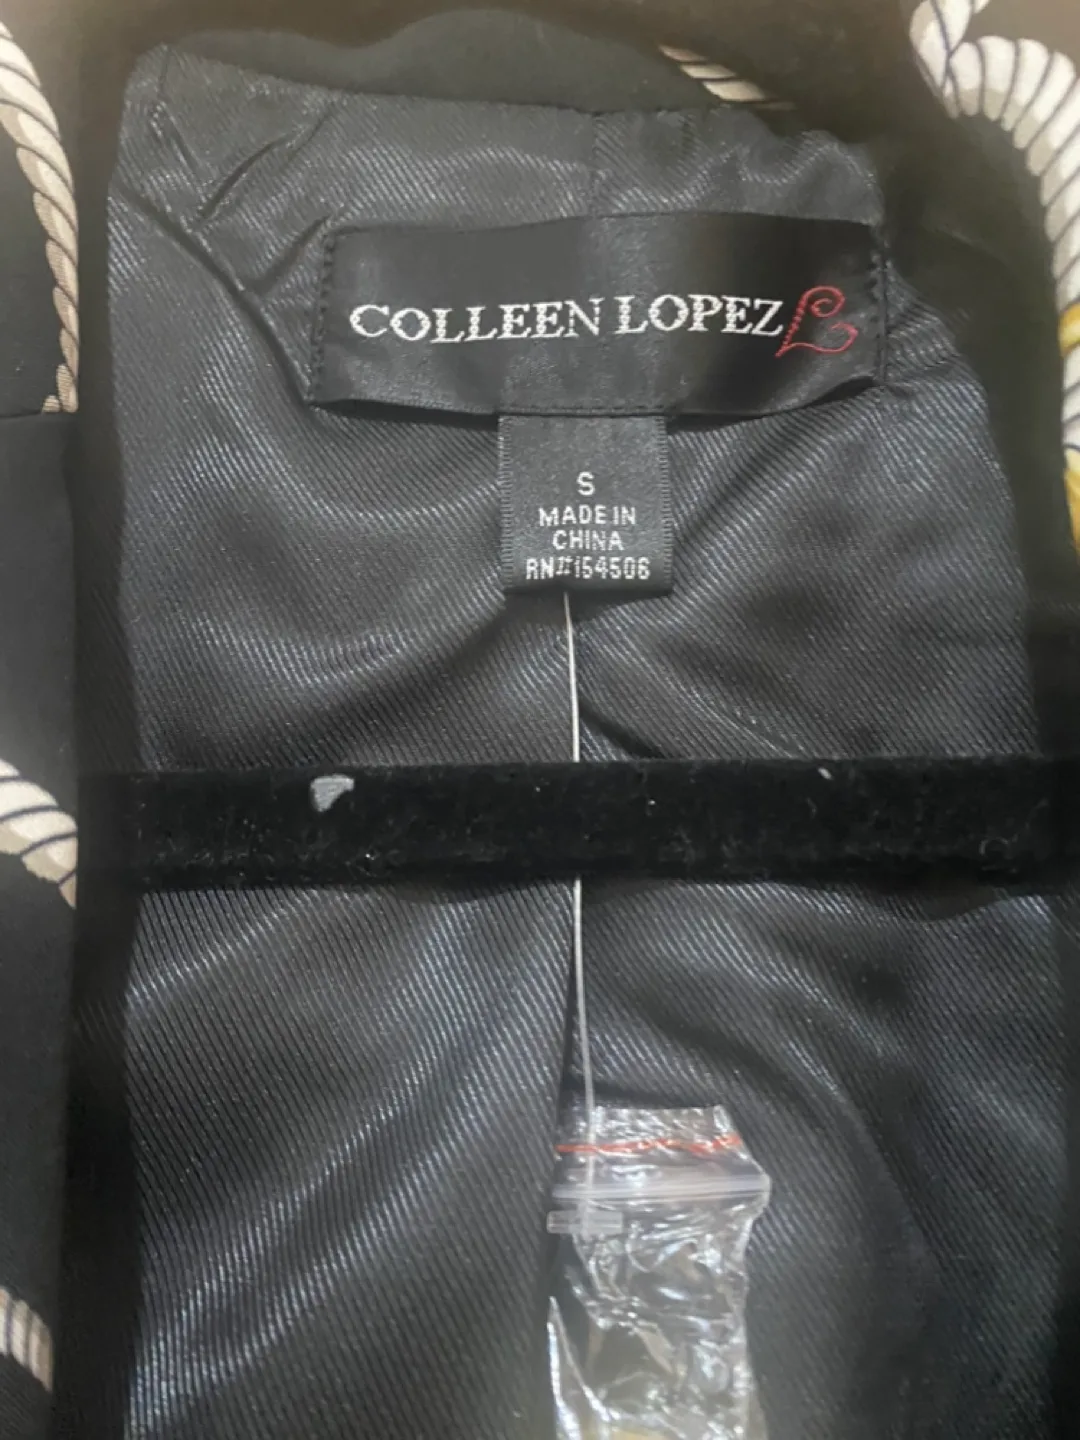 COLLEEN LOPEZ L
S
MADE IN
CHINA
RN#154506